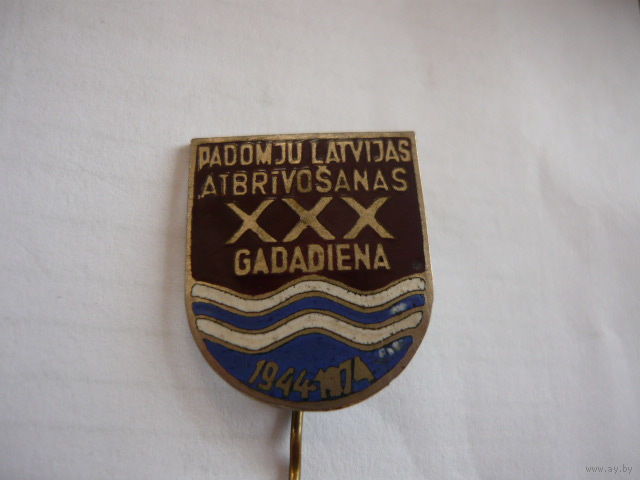 PADOMJU LATVIJAS
ATBRĪVOŠANAS
XXX
GADADIENA
1944-1974
www.ay.by